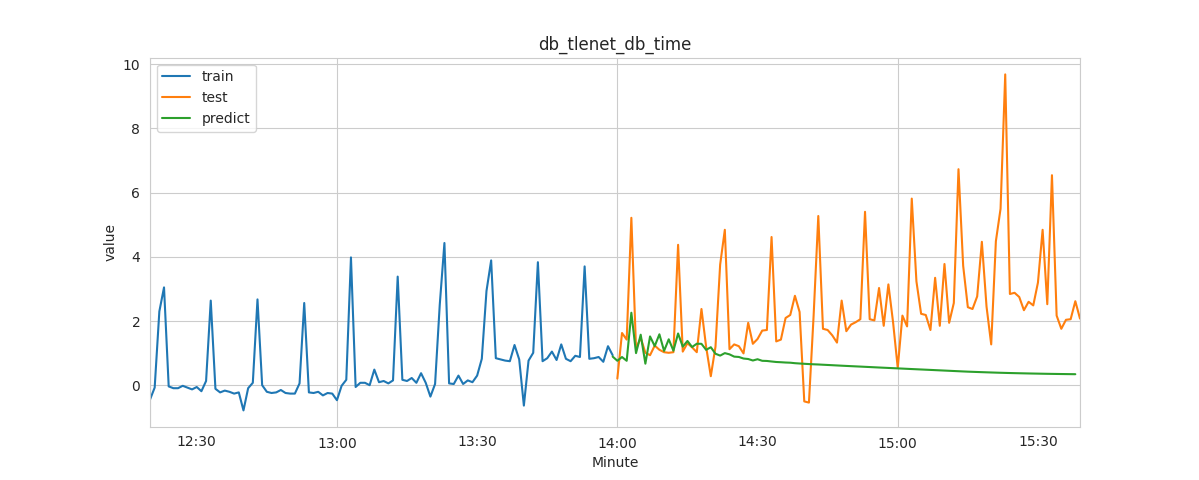 db_tlenet_db_time
train
test
predict
value
10
8
6
4
2
0
12:30 13:00 13:30 14:00 14:30 15:00 15:30
Minute